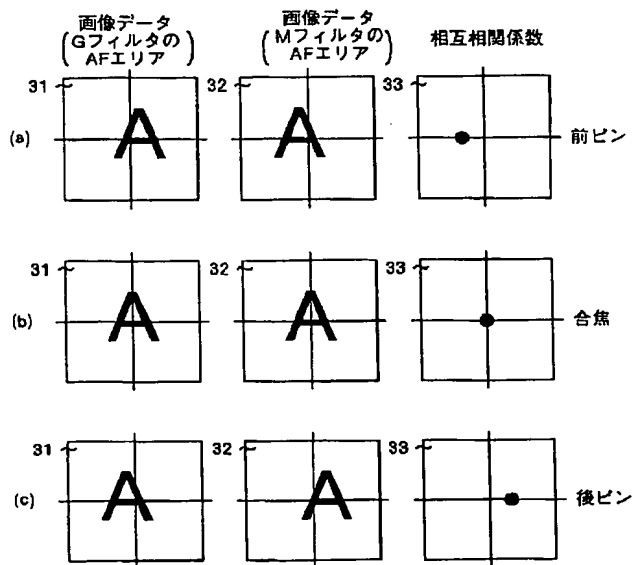 画像データ
(Gフィルタの
AFエリア)
画像データ
(Mフィルタの
AFエリア)
相互相関係数
31
32
33
(a)
A
A
前ピン
31
32
33
(b)
A
A
合焦
31
32
33
(c)
A
A
後ピン